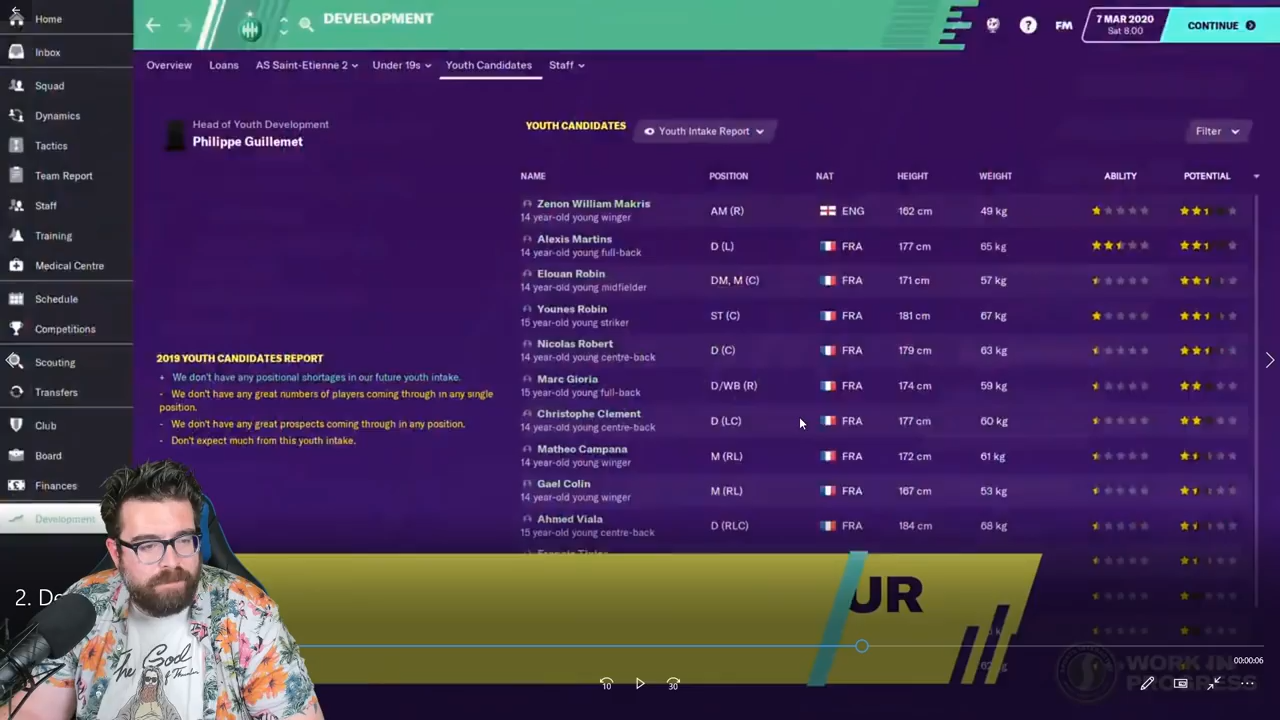 Home
DEVELOPMENT
FM
7 MAR 2020
Sat 8:00
CONTINUE
Inbox
Overview
Loans
AS Saint-Etienne 2
Under 19s
Youth Candidates
Staff
Squad
Dynamics
Tactics
Team Report
Staff
Training
Medical Centre
Schedule
Competitions
Scouting
Transfers
Club
Board
Finances
Development
Head of Youth Development
Philippe Guillemet
2019 YOUTH CANDIDATES REPORT
+ We don't have any positional shortages in our future youth intake.
- We don't have any great numbers of players coming through in any single
position.
- We don't have any great prospects coming through in any position.
- Don't expect much from this youth intake.
YOUTH CANDIDATES
Youth Intake Report
Filter
NAME POSITION NAT HEIGHT WEIGHT ABILITY POTENTIAL
Zenon William Makris
14 year-old young winger
AM (R) ENG 162 cm 49 kg
Alexis Martins
14 year-old young full-back
D (L) FRA 177 cm 65 kg
Elouan Robin
14 year-old young midfielder
DM, M (C) FRA 171 cm 57 kg
Younes Robin
15 year-old young striker
ST (C) FRA 181 cm 67 kg
Nicolas Robert
14 year-old young centre-back
D (C) FRA 179 cm 63 kg
Marc Gioria
15 year-old young full-back
D/WB (R) FRA 174 cm 59 kg
Christophe Clement
14 year-old young centre-back
D (LC) FRA 177 cm 60 kg
Matheo Campana
14 year-old young winger
M (RL) FRA 172 cm 61 kg
Gael Colin
14 year-old young winger
M (RL) FRA 167 cm 53 kg
Ahmed Viala
15 year-old young centre-back
D (RLC) FRA 184 cm 68 kg
2. De
UR
The God
of Thunder
WORK IN
PROGRESS
00:00:06
10
30